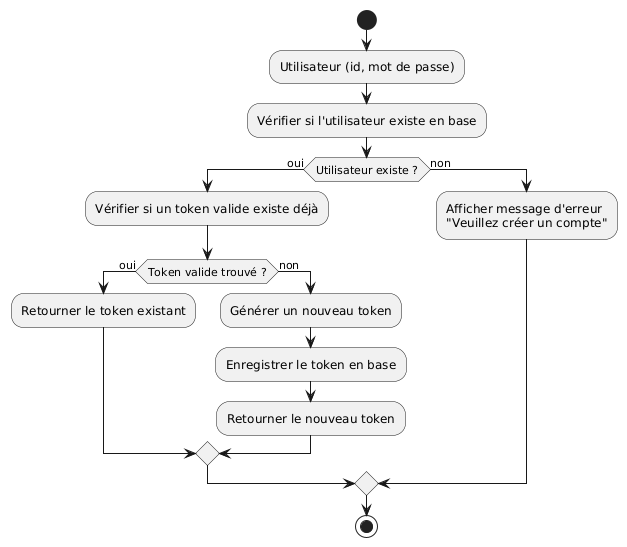 Utilisateur (id, mot de passe)
Vérifier si l'utilisateur existe en base
oui
Utilisateur existe ?
non
Vérifier si un token valide existe déjà
Afficher message d'erreur
"Veuillez créer un compte"
oui
Token valide trouvé ?
non
Retourner le token existant
Générer un nouveau token
Enregistrer le token en base
Retourner le nouveau token